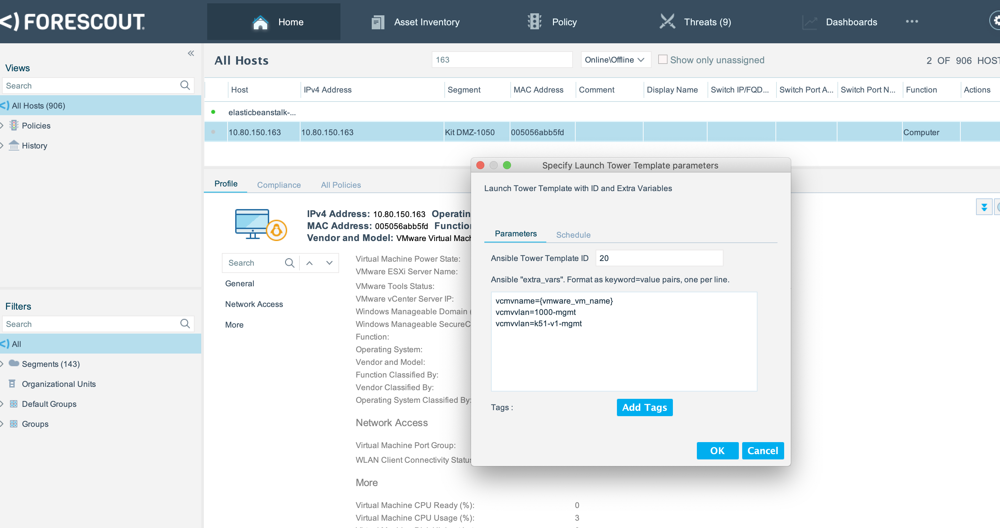 <) FORESCOUT.
Home
Asset Inventory
Policy
Threats (9)
Dashboards
Views
Search
All Hosts (906)
Policies
History
Filters
Search
All
Segments (143)
Organizational Units
Default Groups
Groups
All Hosts
163
Online\Offline
Show only unassigned
2 OF 906 HOST
Host IPv4 Address Segment MAC Address Comment Display Name Switch IP/FQD... Switch Port A... Switch Port N... Function Actions
elasticbeanstalk-...
10.80.150.163 10.80.150.163 Kit DMZ-1050 005056abb5fd Computer
Profile Compliance All Policies
IPv4 Address: 10.80.150.163 Operatin
MAC Address: 005056abb5fd Functio
Vendor and Model: VMware Virtual Mach
Search
General
Network Access
More
Virtual Machine Power State:
VMware ESXi Server Name:
VMware Tools Status:
VMware vCenter Server IP:
Windows Manageable Domain (
Windows Manageable SecureC
Function:
Operating System:
Vendor and Model:
Function Classified By:
Vendor Classified By:
Operating System Classified By:
Network Access
Virtual Machine Port Group:
WLAN Client Connectivity Status
More
Virtual Machine CPU Ready (%): 0
Virtual Machine CPU Usage (%): 3
Specify Launch Tower Template parameters
Launch Tower Template with ID and Extra Variables
Parameters Schedule
Ansible Tower Template ID 20
Ansible "extra_vars". Format as keyword=value pairs, one per line.
vcmvname={vmware_vm_name}
vcmvvlan=1000-mgmt
vcmvvlan=k51-v1-mgmt
Tags :
Add Tags
OK
Cancel